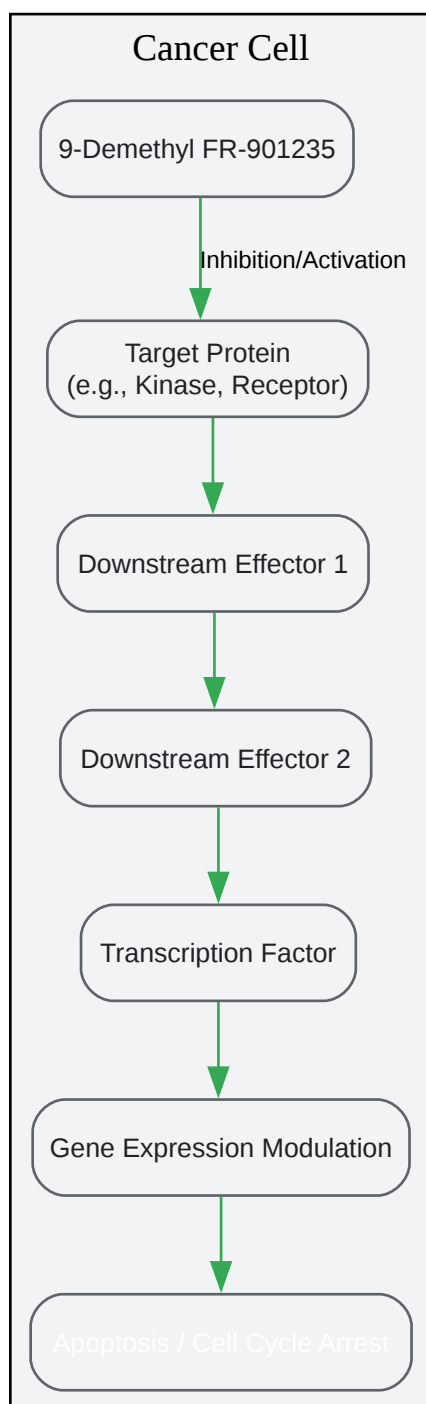 Cancer Cell
9-Demethyl FR-901235
Inhibition/Activation
Target Protein
(e.g., Kinase, Receptor)
Downstream Effector 1
Downstream Effector 2
Transcription Factor
Gene Expression Modulation
Apoptosis / Cell Cycle Arrest